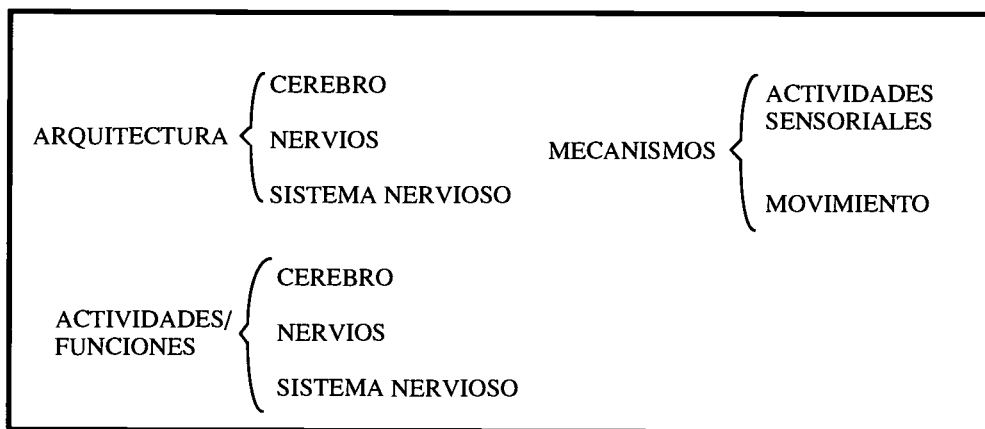 ARQUITECTURA
CEREBRO
NERVIOS
SISTEMA NERVIOSO
MECANISMOS
ACTIVIDADES
SENSORIALES
MOVIMIENTO
ACTIVIDADES/
FUNCIONES
CEREBRO
NERVIOS
SISTEMA NERVIOSO